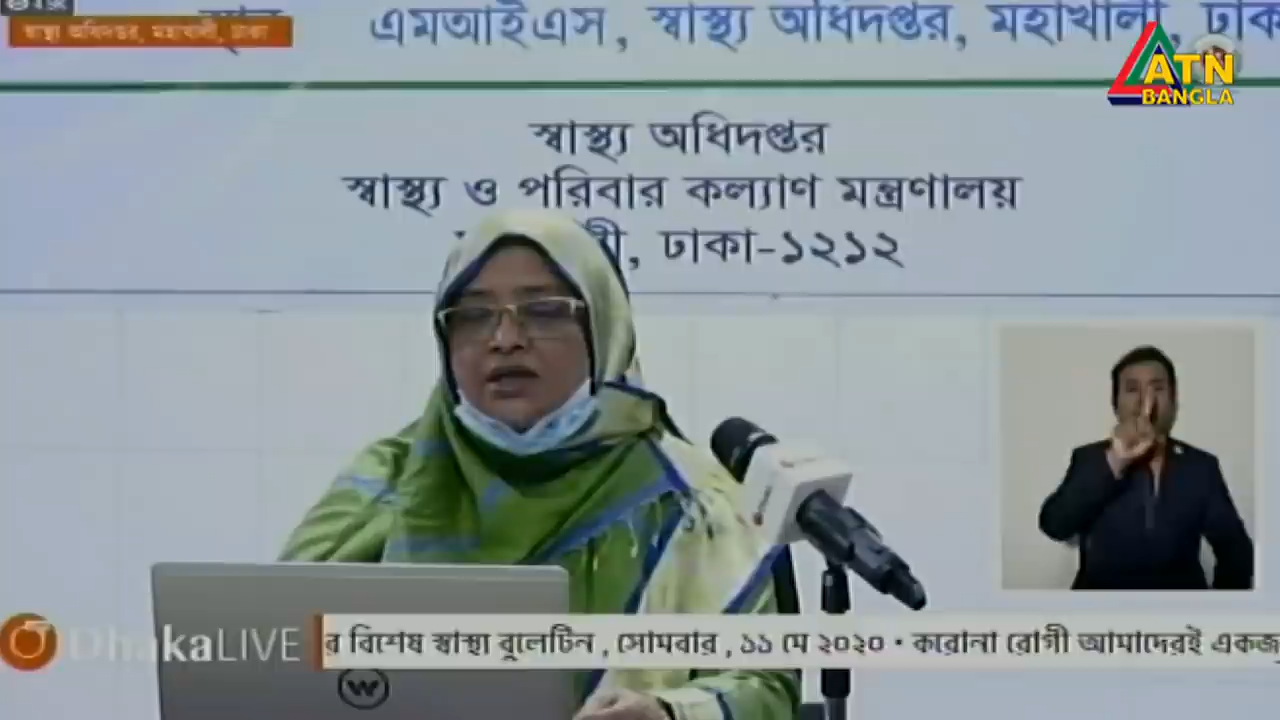 এমআইএস, স্বাস্থ্য অধিদপ্তর, মহাখালী, ঢাক
স্বাস্থ্য অধিদপ্তর, মহাখালী, ঢাকা
ATN
BANGLA
স্বাস্থ্য অধিদপ্তর
স্বাস্থ্য ও পরিবার কল্যাণ মন্ত্রণালয়
ী, ঢাকা-১২১২
DhakaLIVE
র বিশেষ স্বাস্থ্য বুলেটিন , সোমবার , ১১ মে ২০২০ • করোনা রোগী আমাদেরই একজ
W